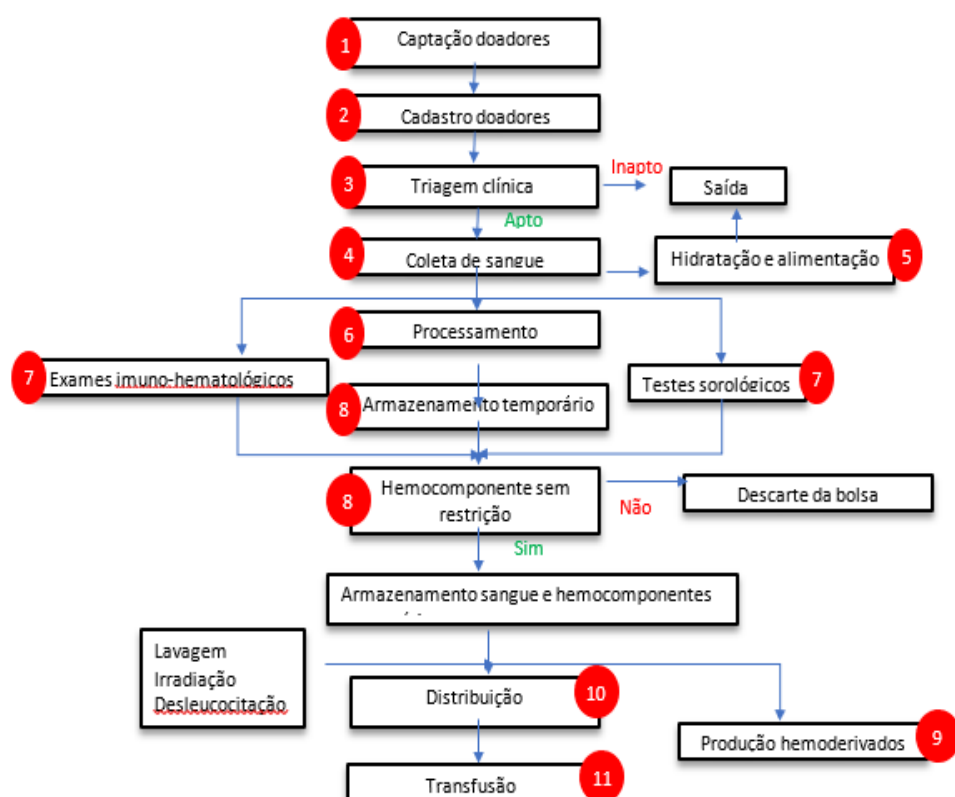 1
Captação doadores
2
Cadastro doadores
3
Triagem clínica
Inapto
Saída
Apto
4
Coleta de sangue
Hidratação e alimentação
5
6
Processamento
7
Exames imuno-hematológicos
Testes sorológicos
7
8
Armazenamento temporário
8
Hemocomponente sem
restrição
Não
Descarte da bolsa
Sim
Armazenamento sangue e hemocomponentes
Lavagem
Irradiação
Desleucocitação
Distribuição
10
Produção hemoderivados
9
Transfusão
11